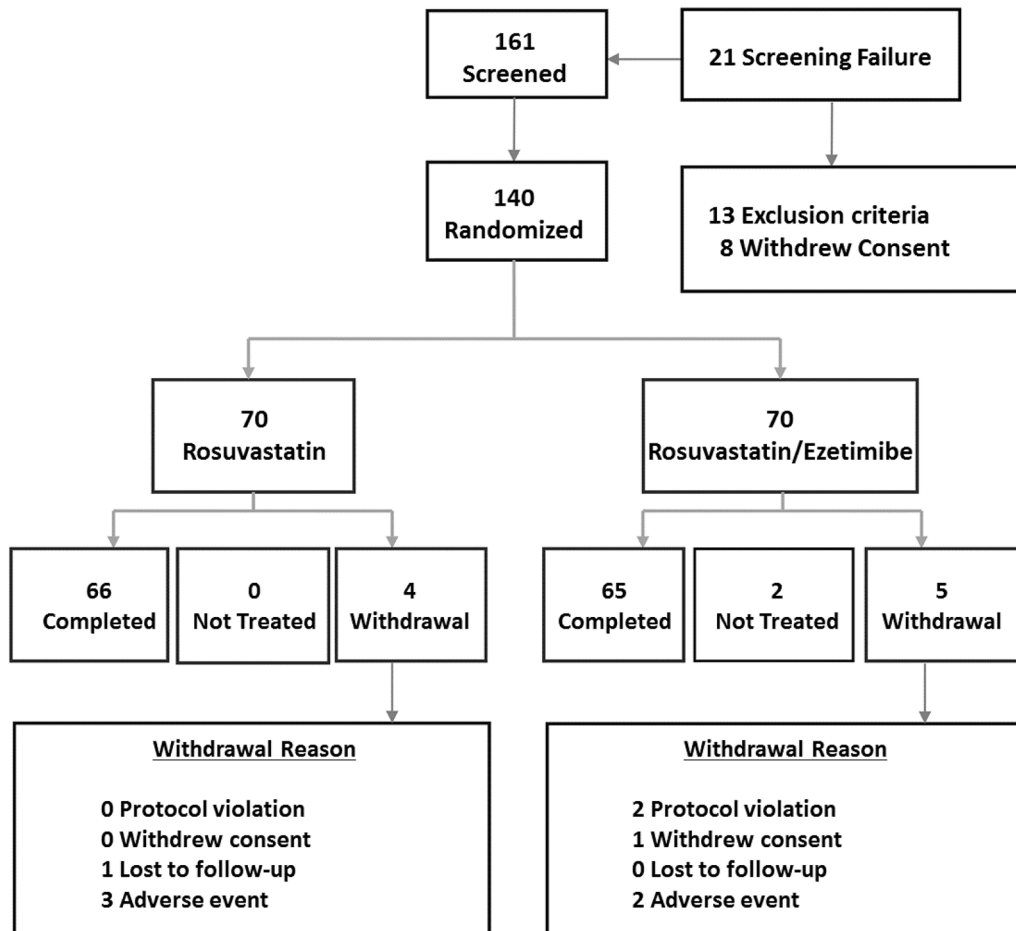 161
Screened
21 Screening Failure
140
Randomized
13 Exclusion criteria
8 Withdrew Consent
70
Rosuvastatin
70
Rosuvastatin/Ezetimibe
66
Completed
0
Not Treated
4
Withdrawal
65
Completed
2
Not Treated
5
Withdrawal
Withdrawal Reason
0 Protocol violation
0 Withdrew consent
1 Lost to follow-up
3 Adverse event
Withdrawal Reason
2 Protocol violation
1 Withdrew consent
0 Lost to follow-up
2 Adverse event